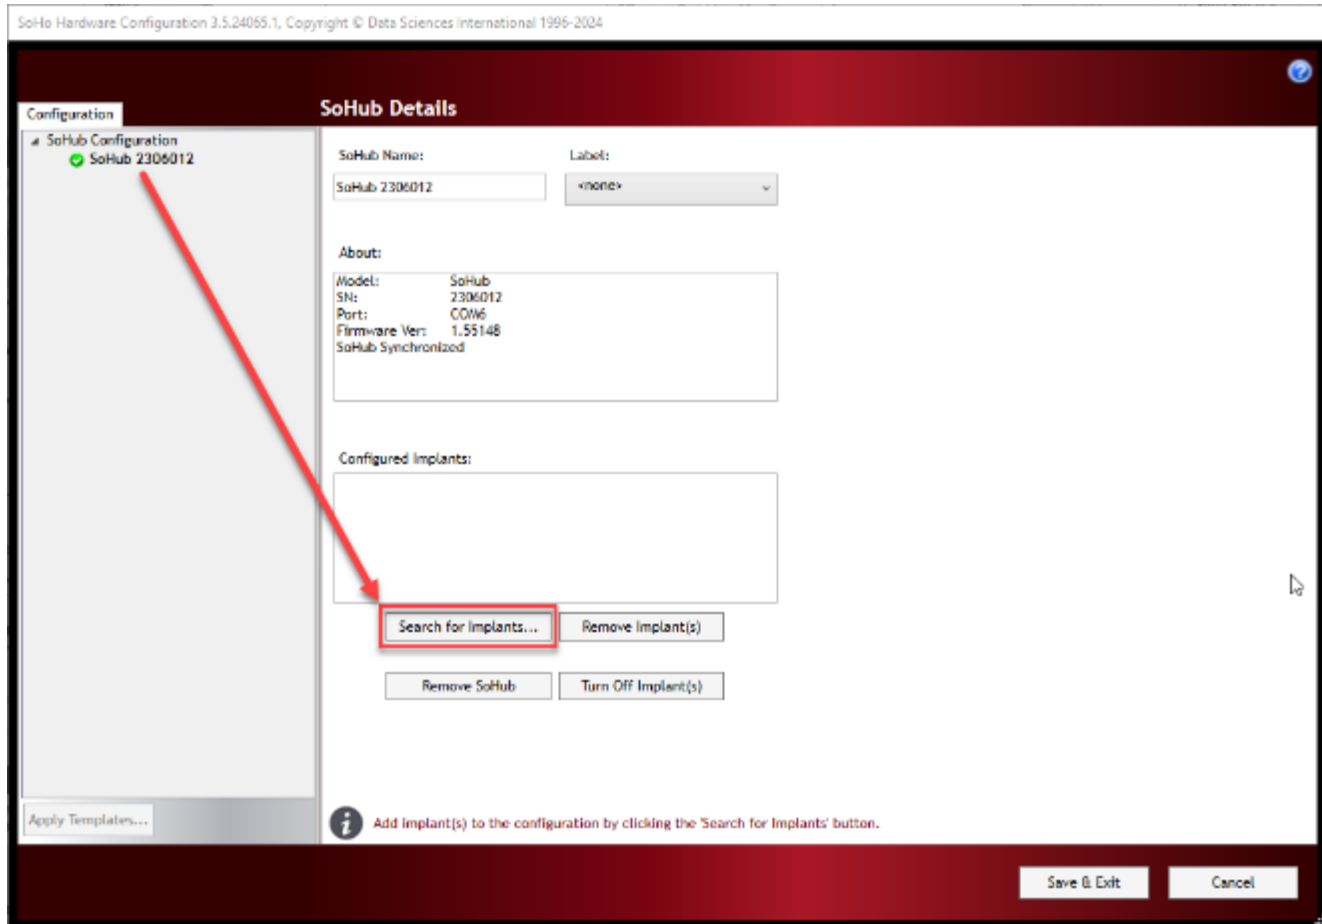 SoHo Hardware Configuration 3.5.24065.1, Copyright © Data Sciences International 1996-2024
?
Configuration
SoHub Details
SoHub Configuration
SoHub 2306012
SoHub Name:
Label:
SoHub 2306012
<none>
About:
Model: SoHub
SN: 2306012
Port: COM6
Firmware Ver: 1.55148
SoHub Synchronized
Configured Implants:
Search for Implants...
Remove Implant(s)
Remove SoHub
Turn Off Implant(s)
Apply Templates...
i
Add implant(s) to the configuration by clicking the 'Search for Implants' button.
Save & Exit
Cancel